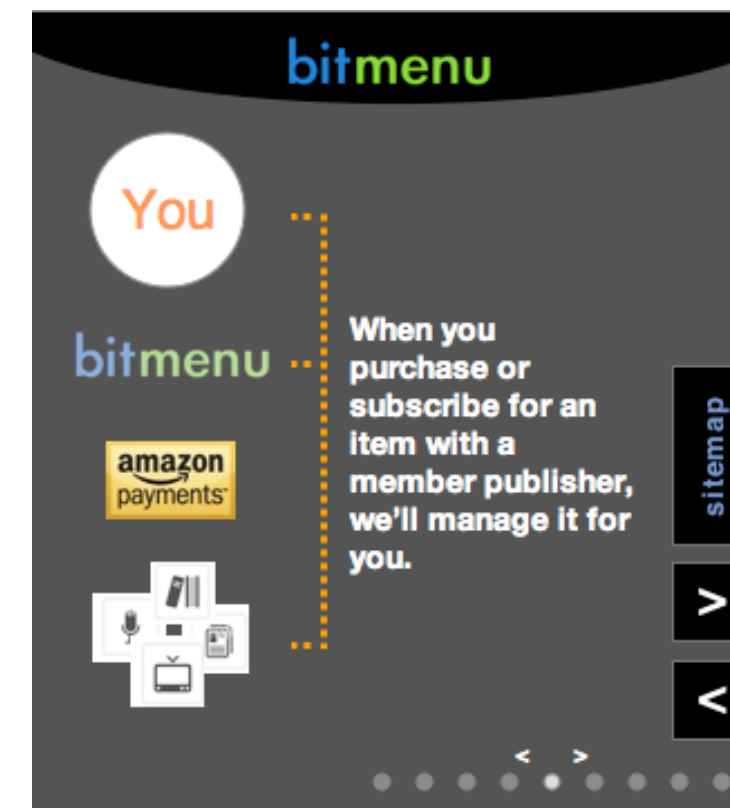 bitmenu
You
bitmenu
amazon
payments
When you
purchase or
subscribe for an
item with a
member publisher,
we'll manage it for
you.
sitemap
>
<
< >